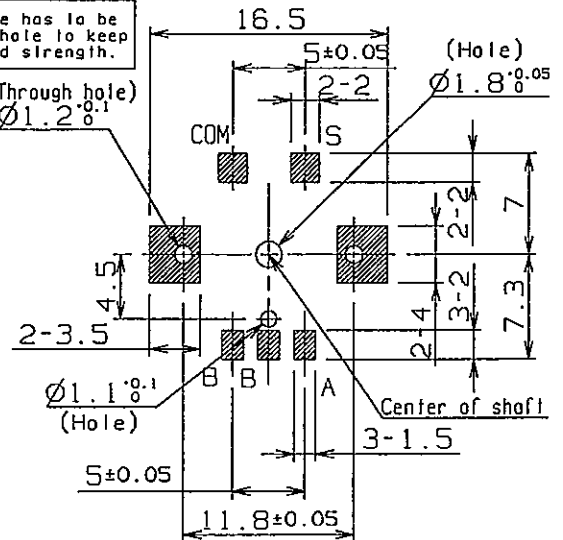 e has la be
hole to keep
d strength.
16.5
5±0.05
(Hole)
Ø1.8 +0.05 0
2-2
Through hole)
Ø1.2 +0.1 0
COM
S
2-2
7
4.5
2-4
3-2
7.3
2-3.5
B
B
A
Ø1.1 +0.1 0
(Hole)
Center of shaft
3-1.5
5±0.05
11.8±0.05